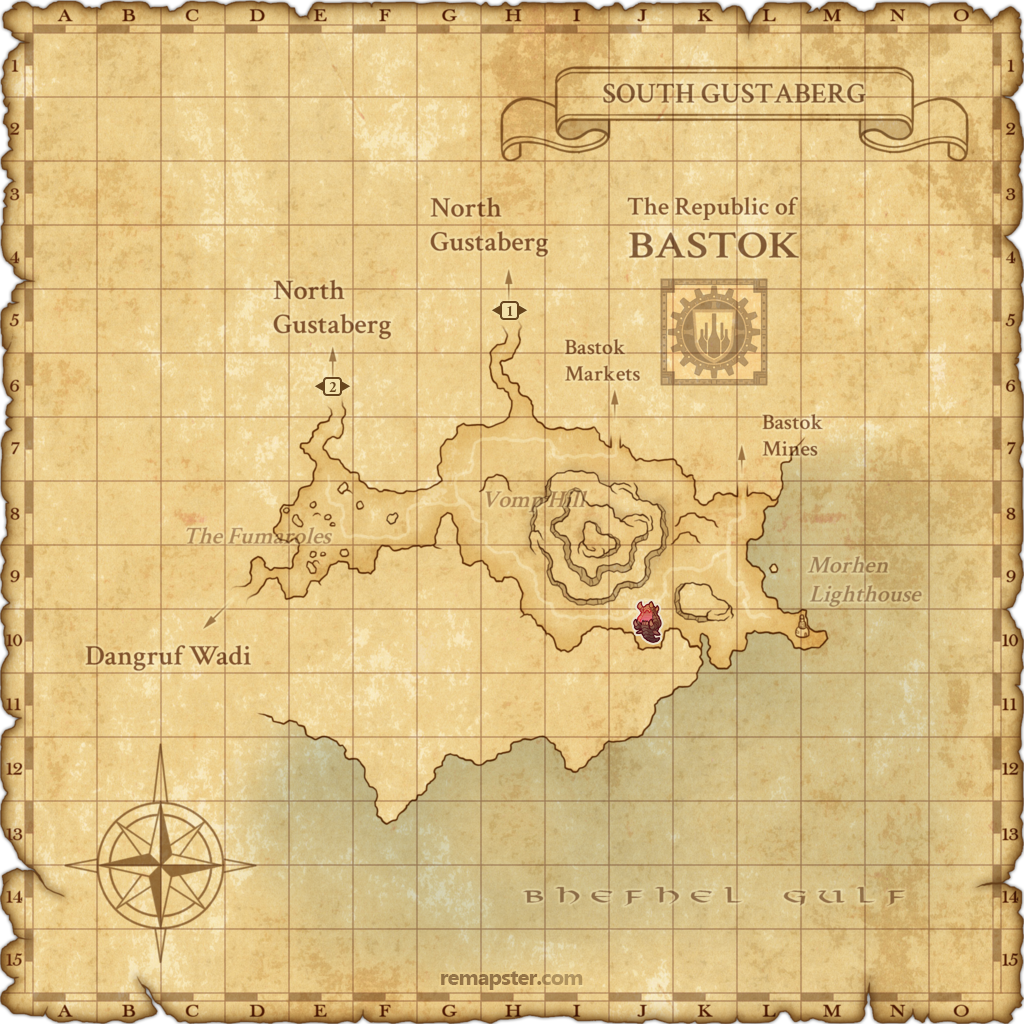 A B C D E F G H I J K L M N O
1 1
SOUTH GUSTABERG
2 2
3 3
North
Gustaberg
The Republic of
BASTOK
4 4
North
Gustaberg
1
5 5
Bastok
Markets
2
6 6
Bastok
Mines
7 7
Vomp Hill
8 8
The Fumaroles
9 9
Morhen
Lighthouse
10 10
Dangruf Wadi
11 11
12 12
13 13
14 14
BHEFHEL GULF
15 15
remapster.com
A B C D E F G H I J K L M N O